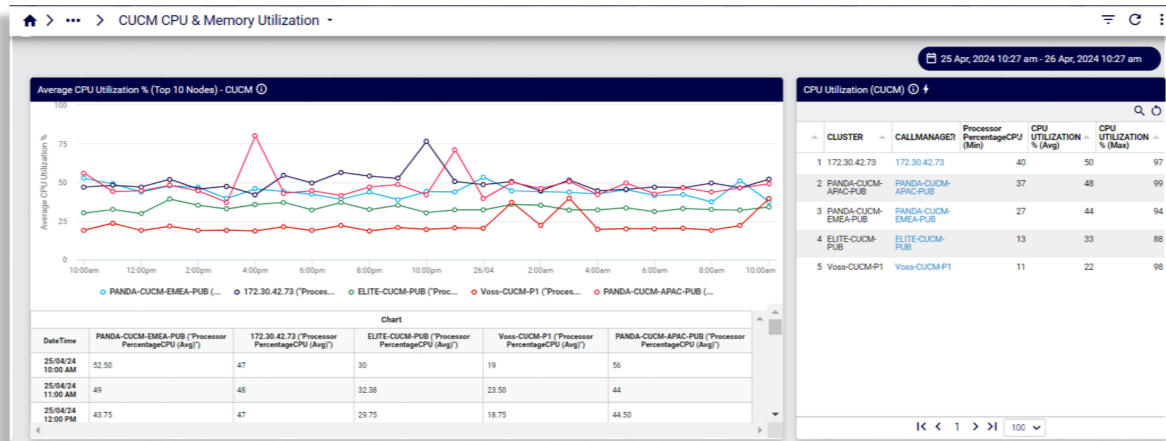 CUCM CPU & Memory Utilization
25 Apr, 2024 10:27 am - 26 Apr, 2024 10:27 am
Average CPU Utilization % (Top 10 Nodes) - CUCM
100
75
50
25
0
Average CPU Utilization %
10:00am 12:00pm 2:00pm 4:00pm 6:00pm 8:00pm 10:00pm 26/04 2:00am 4:00am 6:00am 8:00am 10:00am
PANDA-CUCM-EMEA-PUB (... 172.30.42.73 ("Proces... ELITE-CUCM-PUB ("Proc... Voss-CUCM-P1 ("Proces... PANDA-CUCM-APAC-PUB (...
Chart
DateTime PANDA-CUCM-EMEA-PUB ("Processor PercentageCPU (Avg)") 172.30.42.73 ("Processor PercentageCPU (Avg)") ELITE-CUCM-PUB ("Processor PercentageCPU (Avg)") Voss-CUCM-P1 ("Processor PercentageCPU (Avg)") PANDA-CUCM-APAC-PUB ("Processor PercentageCPU (Avg)")
25/04/24 10:00 AM 52.50 47 30 19 56
25/04/24 11:00 AM 49 48 32.38 23.50 44
25/04/24 12:00 PM 43.75 47 29.75 18.75 44.50
CPU Utilization (CUCM)
CLUSTER CALLMANAGER Processor PercentageCPU (Min) CPU UTILIZATION % (Avg) CPU UTILIZATION % (Max)
1 172.30.42.73 172.30.42.73 40 50 97
2 PANDA-CUCM-APAC-PUB PANDA-CUCM-APAC-PUB 37 48 99
3 PANDA-CUCM-EMEA-PUB PANDA-CUCM-EMEA-PUB 27 44 94
4 ELITE-CUCM-PUB ELITE-CUCM-PUB 13 33 88
5 Voss-CUCM-P1 Voss-CUCM-P1 11 22 98
1 100